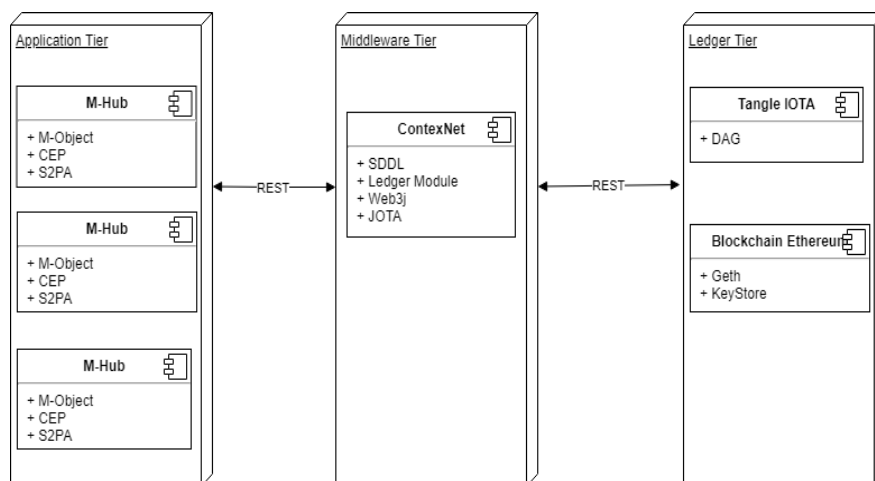 Application Tier
M-Hub
+ M-Object
+ CEP
+ S2PA
M-Hub
+ M-Object
+ CEP
+ S2PA
M-Hub
+ M-Object
+ CEP
+ S2PA
REST
Middleware Tier
ContexNet
+ SDDL
+ Ledger Module
+ Web3j
+ JOTA
REST
Ledger Tier
Tangle IOTA
+ DAG
Blockchain Ethereum
+ Geth
+ KeyStore